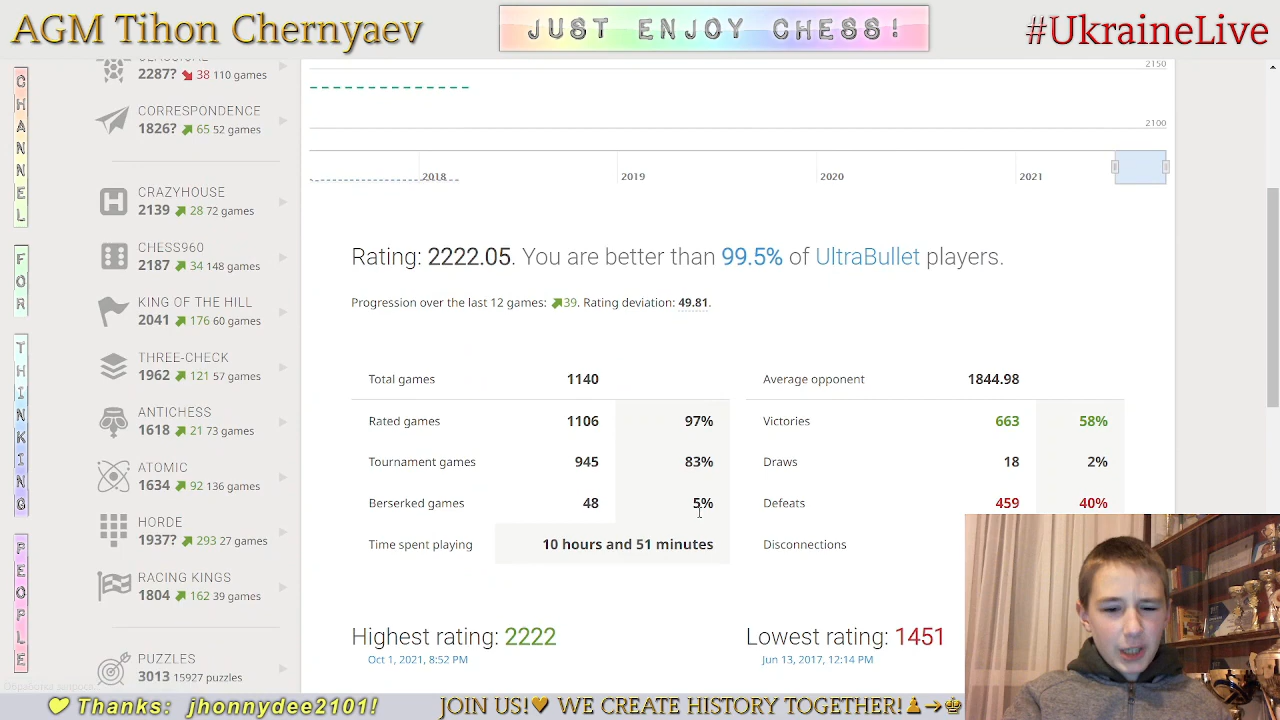 AGM Tihon Chernyaev
JUST ENJOY CHESS!
#UkraineLive
CHANNEL
FOR
THINKING
PEOPLE
CLASSICAL
2287? 38 110 games
CORRESPONDENCE
1826? 65 52 games
CRAZYHOUSE
2139 28 72 games
CHESS960
2187 34 148 games
KING OF THE HILL
2041 176 60 games
THREE-CHECK
1962 121 57 games
ANTICHESS
1618 21 73 games
ATOMIC
1634 92 136 games
HORDE
1937? 293 27 games
RACING KINGS
1804 162 39 games
PUZZLES
3013 15927 puzzles
2150
2100
2018 2019 2020 2021
Rating: 2222.05. You are better than 99.5% of UltraBullet players.
Progression over the last 12 games: 39. Rating deviation: 49.81.
Total games 1140
Rated games 1106 97%
Tournament games 945 83%
Berserked games 48 5%
Time spent playing 10 hours and 51 minutes
Average opponent 1844.98
Victories 663 58%
Draws 18 2%
Defeats 459 40%
Disconnections
Highest rating: 2222
Oct 1, 2021, 8:52 PM
Lowest rating: 1451
Jun 13, 2017, 12:14 PM
Обработка запроса...
Thanks: jhonnydee2101!
JOIN US! WE CREATE HISTORY TOGETHER!